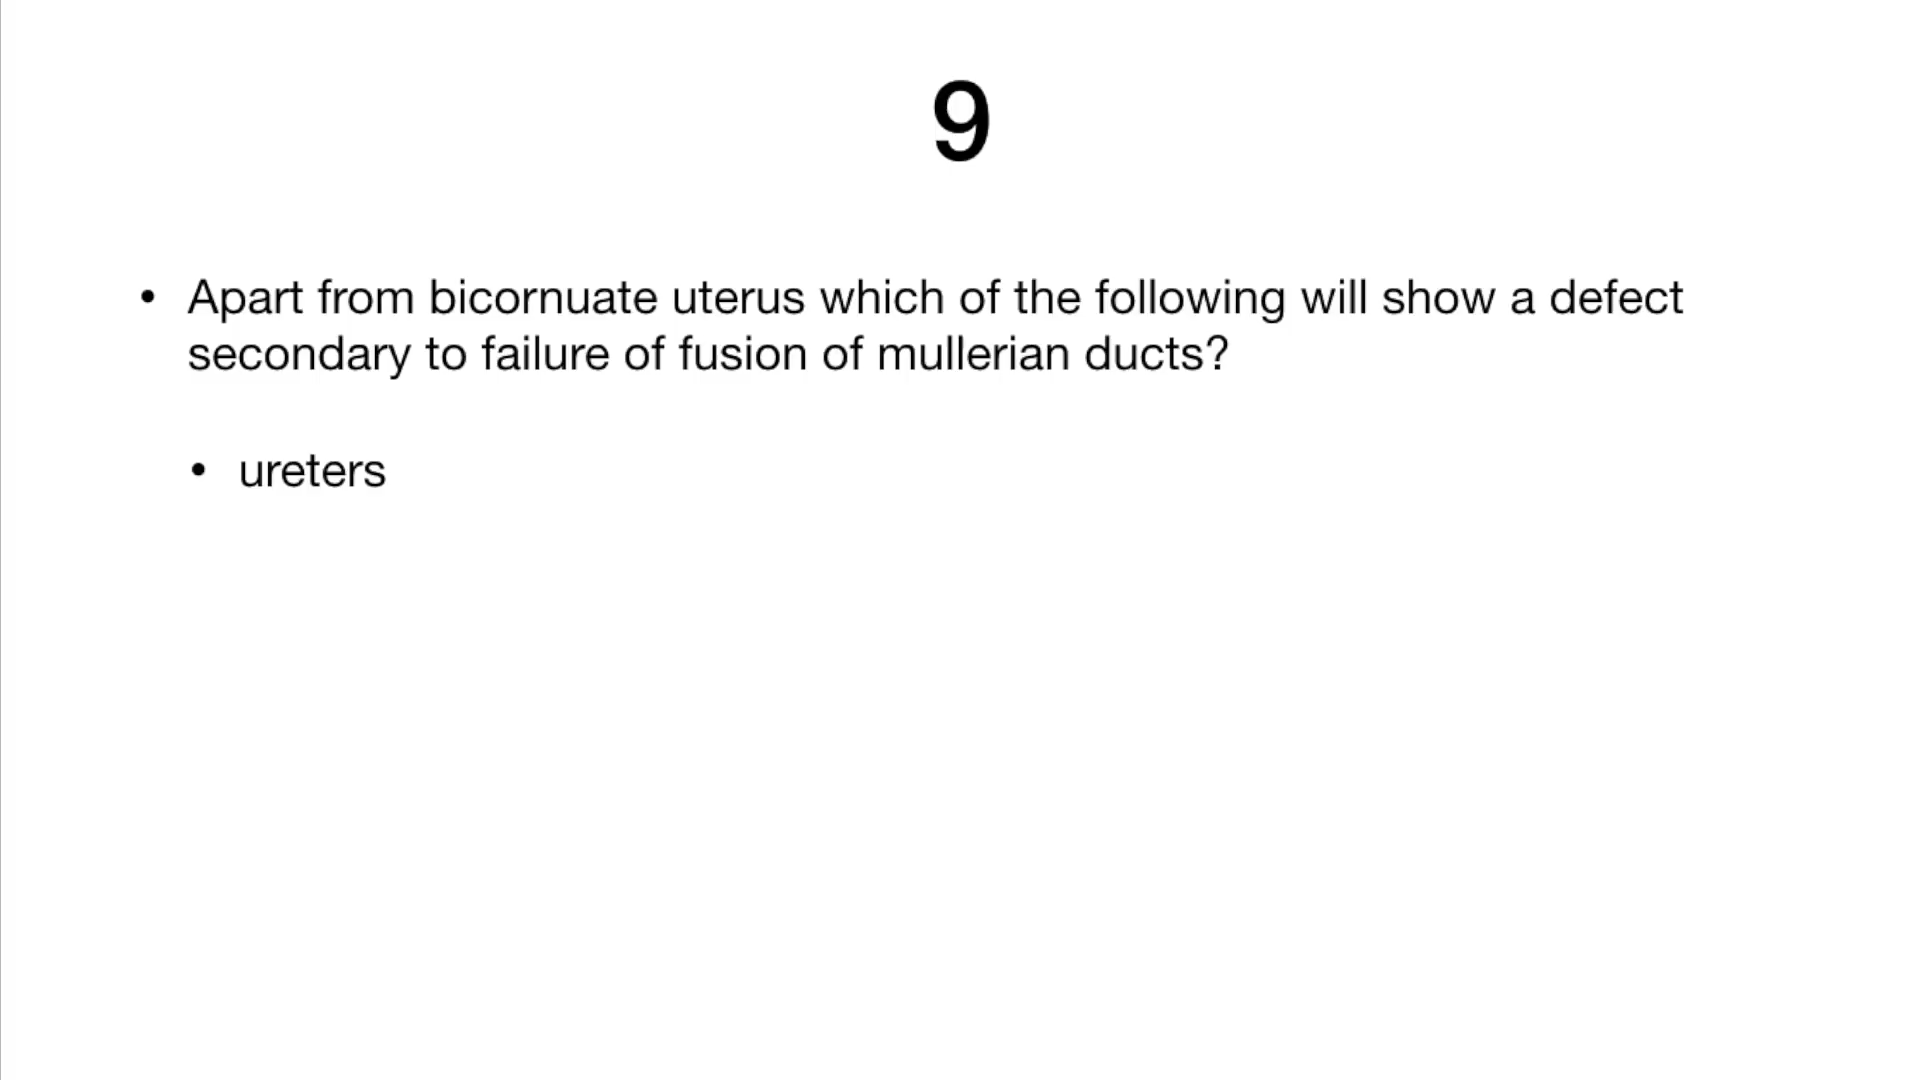 9
• Apart from bicornuate uterus which of the following will show a defect
secondary to failure of fusion of mullerian ducts?
• ureters